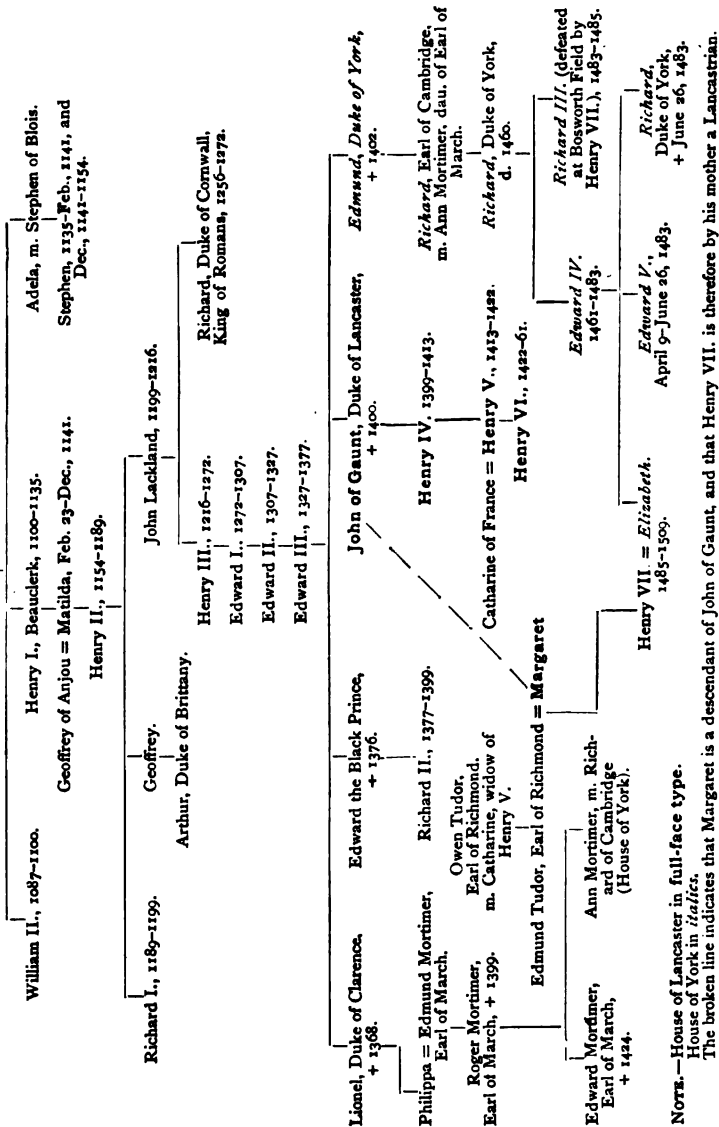 William II., 1087-1100.
Henry I., Beauclerk, 1100-1135.
Adela, m. Stephen of Blois.
Geoffrey of Anjou = Matilda, Feb. 23-Dec., 1141.
Stephen, 1135-Feb., 1141, and
Dec., 1141-1154.
Henry II., 1154-1189.
Richard I., 1189-1199.
Geoffrey.
John Lackland, 1199-1216.
Arthur, Duke of Brittany.
Henry III., 1216-1272.
Richard, Duke of Cornwall,
King of Romans, 1256-1272.
Edward I., 1272-1307.
Edward II., 1307-1327.
Edward III., 1327-1377.
Lionel, Duke of Clarence,
+ 1368.
Edward the Black Prince,
+ 1376.
John of Gaunt, Duke of Lancaster,
+ 1400.
Edmund, Duke of York,
+ 1402.
Philippa = Edmund Mortimer,
Earl of March.
Richard II., 1377-1399.
Henry IV. 1399-1413.
Richard, Earl of Cambridge,
m. Ann Mortimer, dau. of Earl of
March.
Roger Mortimer,
Earl of March, + 1399.
Owen Tudor,
Earl of Richmond.
m. Catharine, widow of
Henry V.
Catharine of France = Henry V., 1413-1422.
Richard, Duke of York,
d. 1460.
Henry VI., 1422-61.
Edmund Tudor, Earl of Richmond = Margaret
Edward IV.
1461-1483.
Richard III. (defeated
at Bosworth Field by
Henry VII.), 1483-1485.
Edward Mortimer,
Earl of March,
+ 1424.
Ann Mortimer, m. Rich-
ard of Cambridge
(House of York).
Henry VII. = Elizabeth.
1485-1509.
Edward V.,
April 9-June 26, 1483.
Richard,
Duke of York,
+ June 26, 1483.
NOTE.—House of Lancaster in full-face type.
House of York in italics.
The broken line indicates that Margaret is a descendant of John of Gaunt, and that Henry VII. is therefore by his mother a Lancastrian.